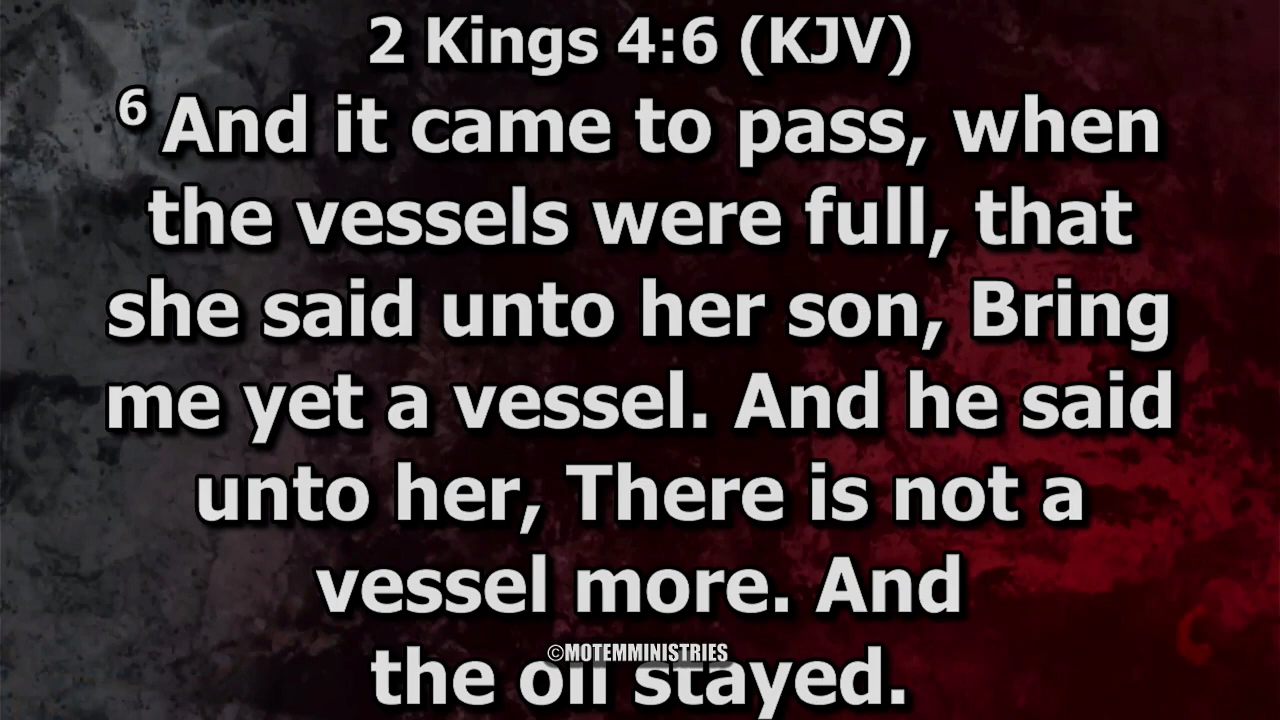 2 Kings 4:6 (KJV)
6 And it came to pass, when
the vessels were full, that
she said unto her son, Bring
me yet a vessel. And he said
unto her, There is not a
vessel more. And
©MOTEMMINISTRIES
the oil stayed.